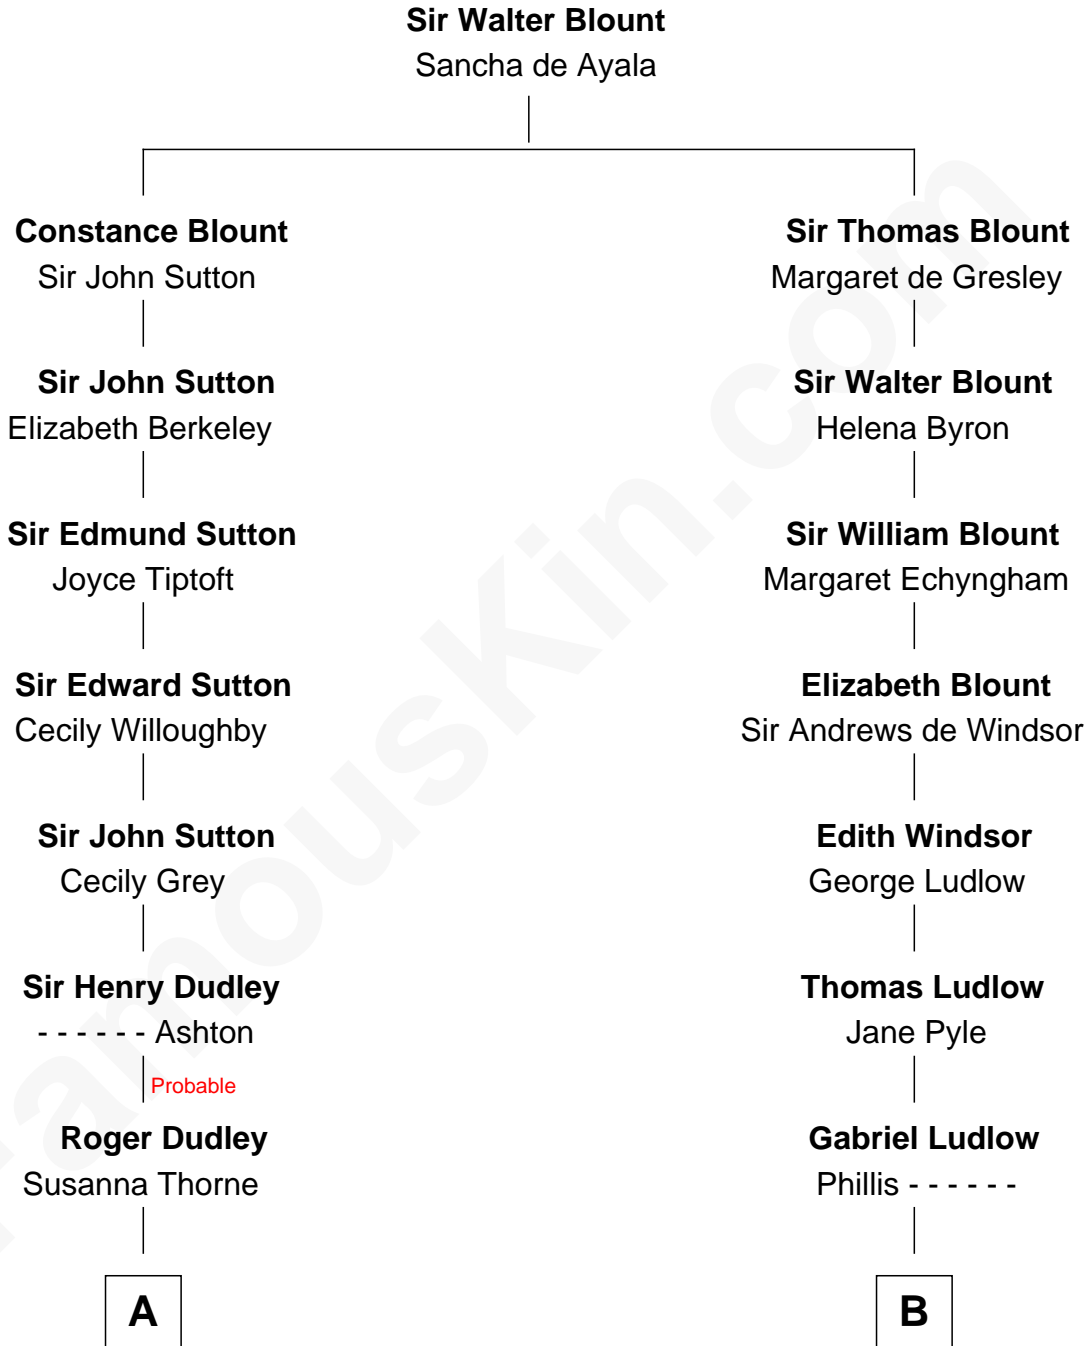 Sir Walter Blount
Sancha de Ayala
Constance Blount
Sir John Sutton
Sir John Sutton
Elizabeth Berkeley
Sir Edmund Sutton
Joyce Tiptoft
Sir Edward Sutton
Cecily Willoughby
Sir John Sutton
Cecily Grey
Sir Henry Dudley
- - - - - - Ashton
Probable
Roger Dudley
Susanna Thorne
A
Sir Thomas Blount
Margaret de Gresley
Sir Walter Blount
Helena Byron
Sir William Blount
Margaret Echyngham
Elizabeth Blount
Sir Andrews de Windsor
Edith Windsor
George Ludlow
Thomas Ludlow
Jane Pyle
Gabriel Ludlow
Phillis - - - - - -
B
FamousKin.com